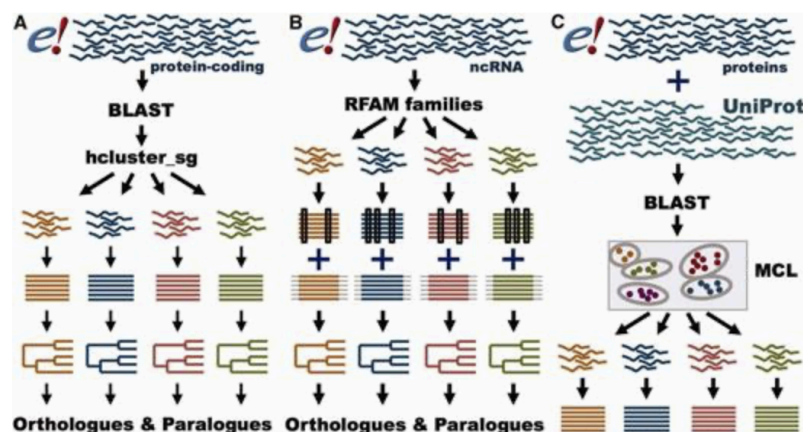 A
e!
protein-coding
BLAST
hcluster_sg
Orthologues & Paralogues
B
e!
ncRNA
RFAM families
Orthologues & Paralogues
C
e!
proteins
UniProt
BLAST
MCL